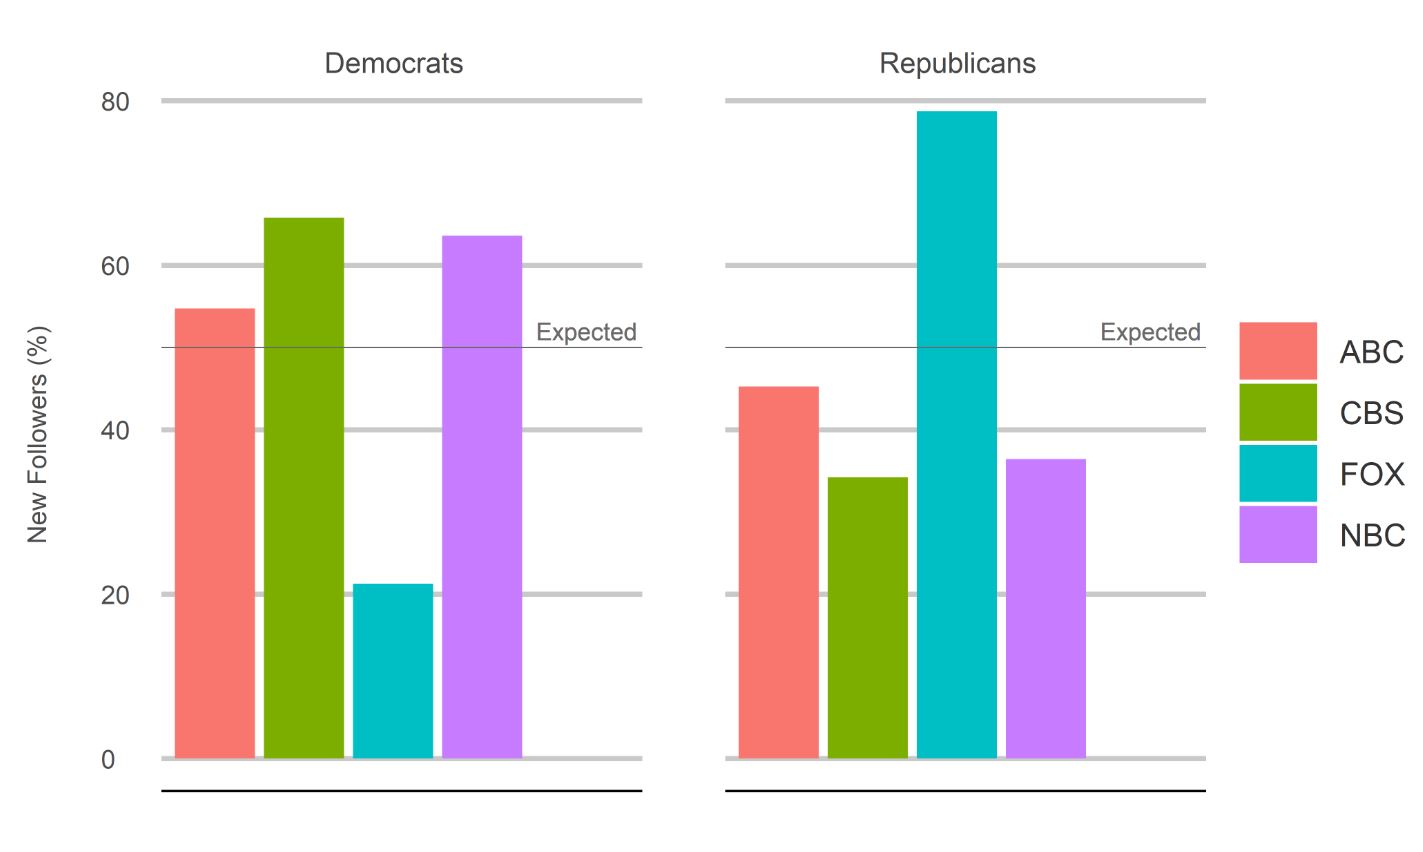 Democrats
Republicans
80
60
40
20
0
New Followers (%)
Expected
Expected
ABC
CBS
FOX
NBC